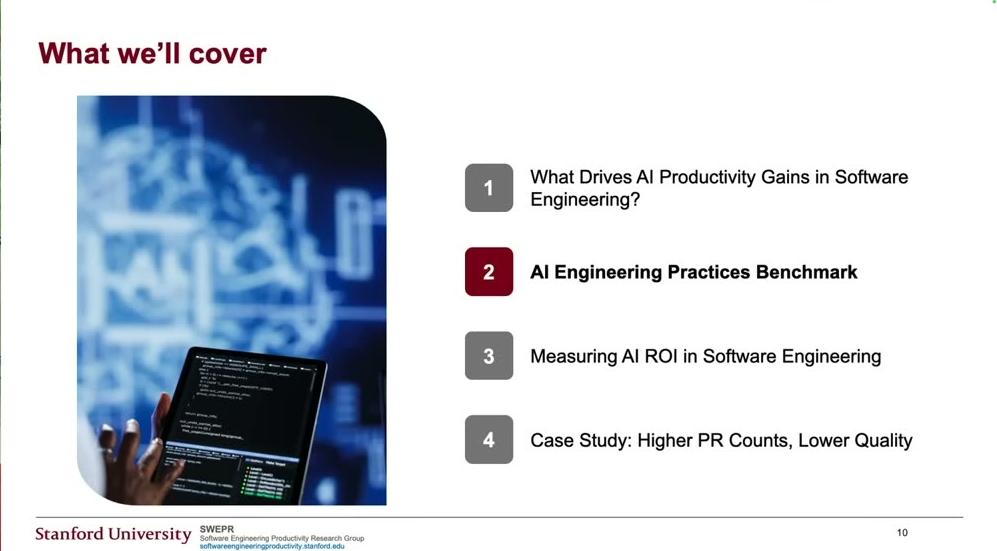 What we'll cover
AI
1
What Drives AI Productivity Gains in Software
Engineering?
2
AI Engineering Practices Benchmark
3
Measuring AI ROI in Software Engineering
4
Case Study: Higher PR Counts, Lower Quality
Stanford University
SWEPR
Software Engineering Productivity Research Group
softwareengineeringproductivity.stanford.edu
10